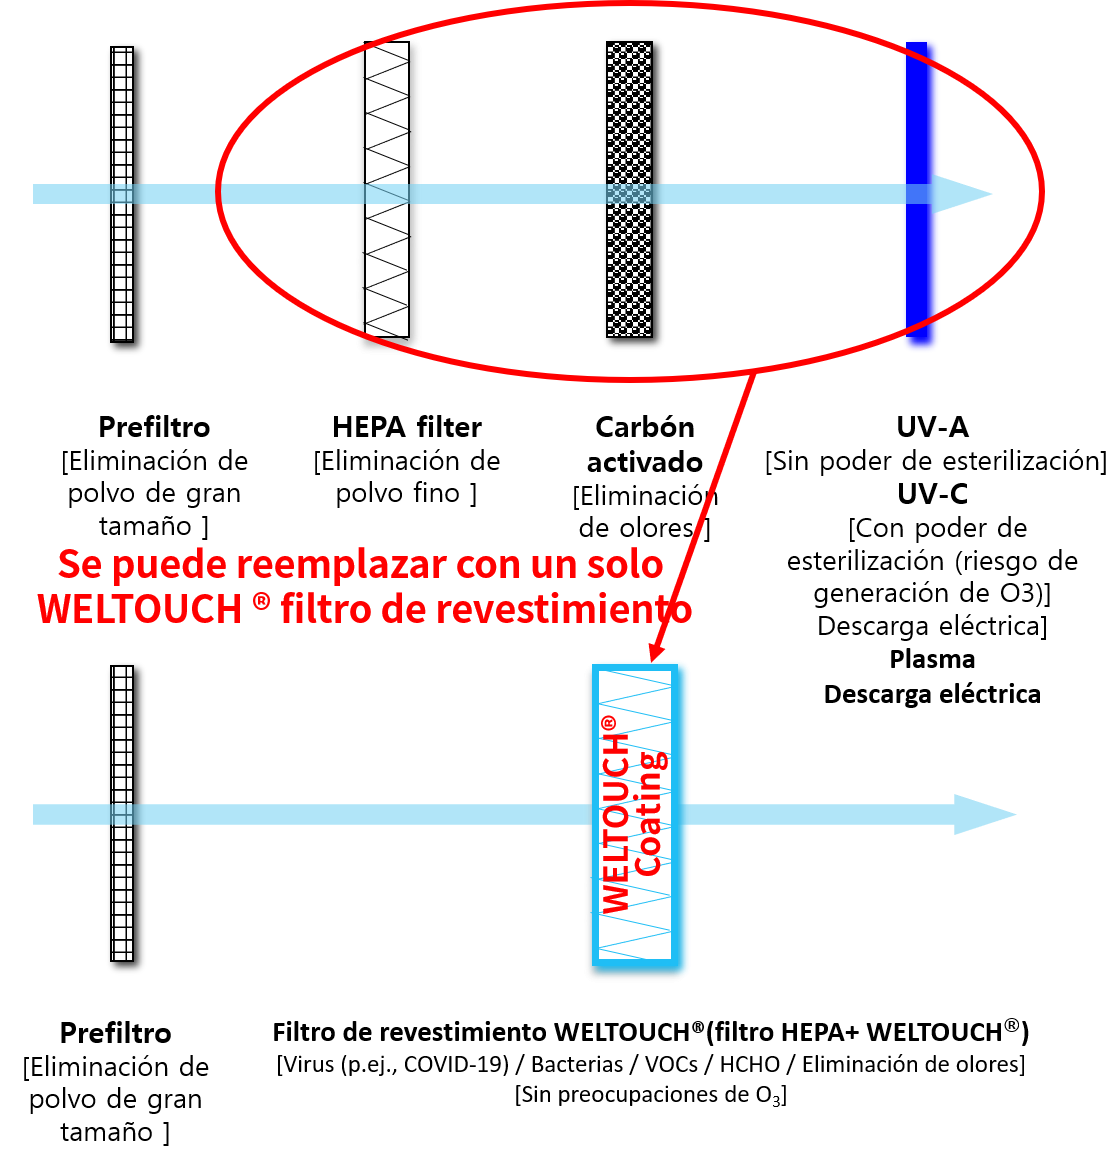 Prefiltro
[Eliminación de
polvo de gran
tamaño ]
HEPA filter
[Eliminación de
polvo fino ]
Carbón
activado
[Eliminación
de olores ]
UV-A
[Sin poder de esterilización]
UV-C
[Con poder de
esterilización (riesgo de
generación de O3)]
Descarga eléctrica]
Plasma
Descarga eléctrica
Se puede reemplazar con un solo
WELTOUCH ® filtro de revestimiento
WELTOUCH®
Coating
Prefiltro
[Eliminación de
polvo de gran
tamaño ]
Filtro de revestimiento WELTOUCH®(filtro HEPA+ WELTOUCH®)
[Virus (p.ej., COVID-19) / Bacterias / VOCs / HCHO / Eliminación de olores]
[Sin preocupaciones de O₃]